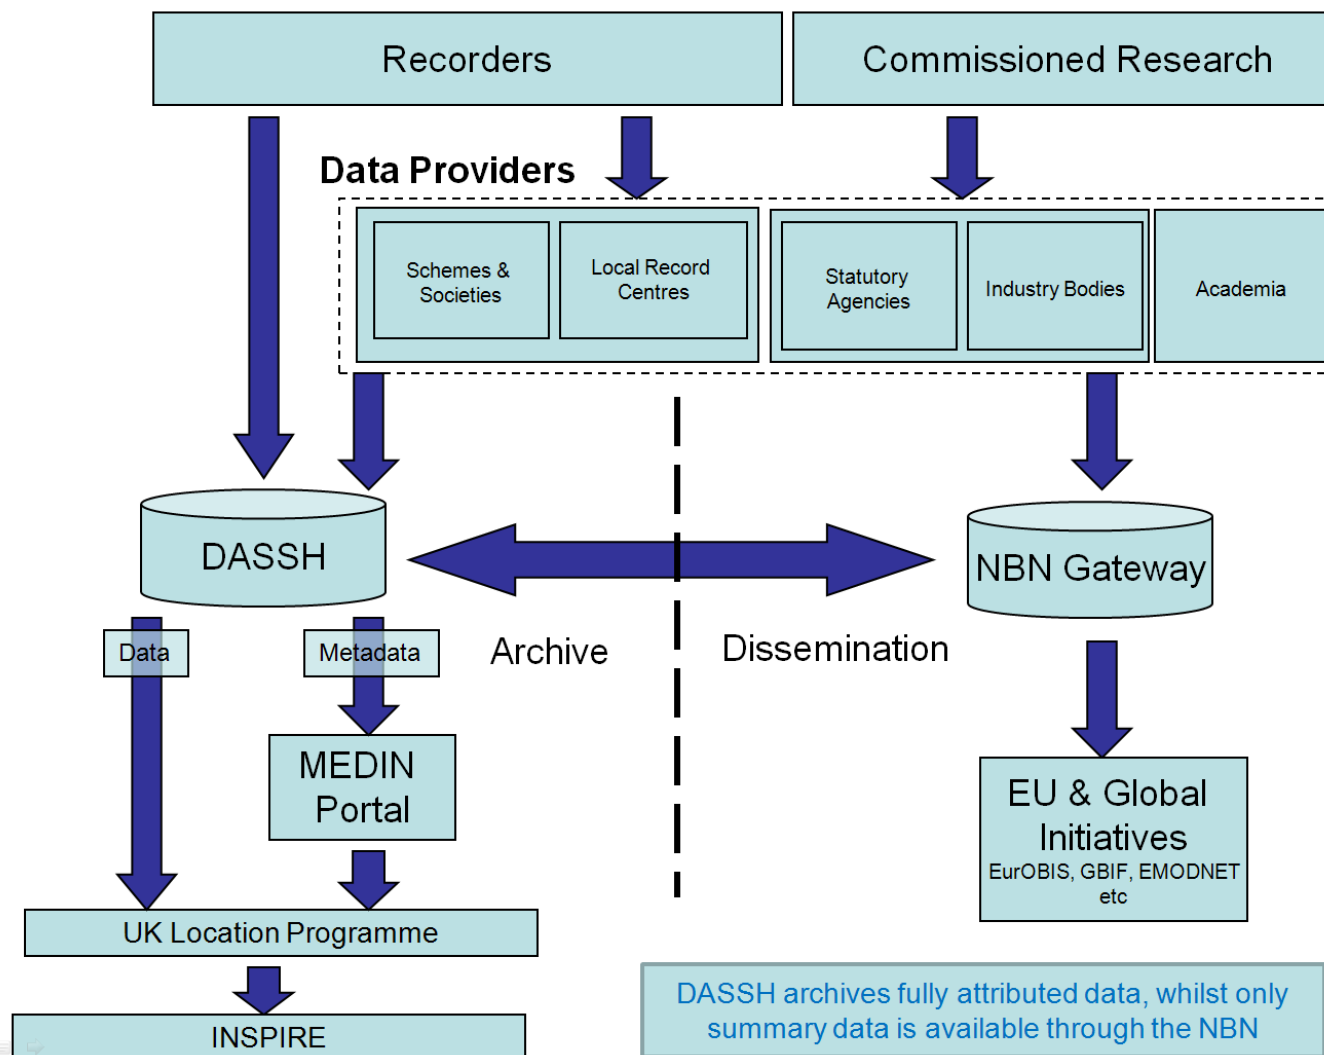 Recorders
Commissioned Research
Data Providers
Schemes &
Societies
Local Record
Centres
Statutory
Agencies
Industry Bodies
Academia
DASSH
NBN Gateway
Data
Metadata
Archive
Dissemination
MEDIN
Portal
EU & Global
Initiatives
EurOBIS, GBIF, EMODNET
etc
UK Location Programme
INSPIRE
DASSH archives fully attributed data, whilst only
summary data is available through the NBN